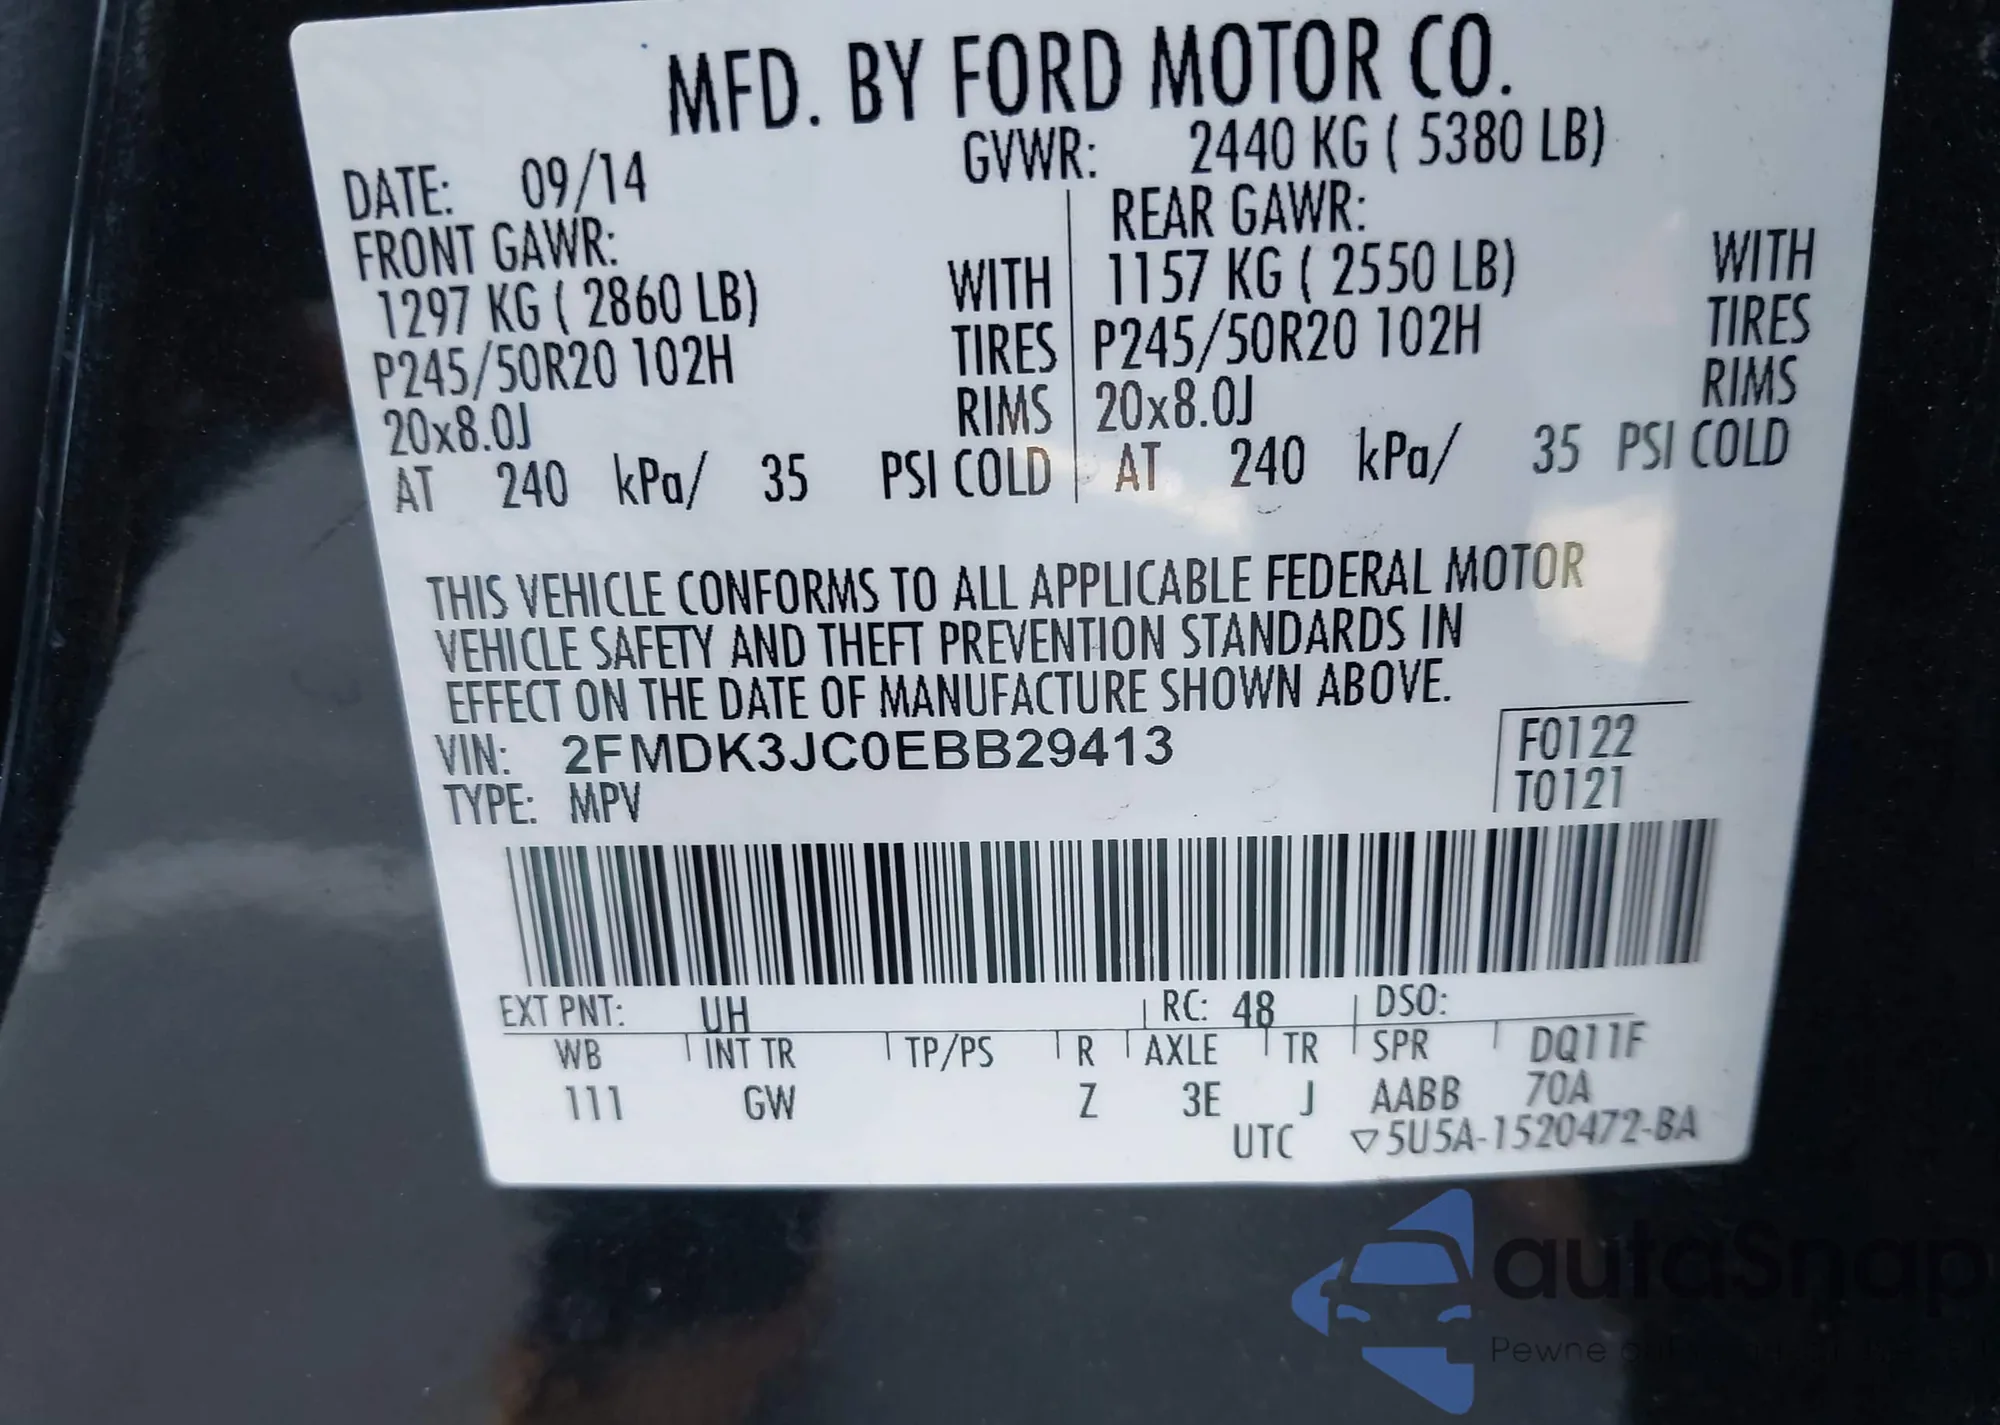 MFD. BY FORD MOTOR CO.
DATE: 09/14 GVWR: 2440 KG ( 5380 LB)
FRONT GAWR: REAR GAWR:
1297 KG ( 2860 LB) WITH 1157 KG ( 2550 LB) WITH
P245/50R20 102H TIRES P245/50R20 102H TIRES
20x8.0J RIMS 20x8.0J RIMS
AT 240 kPa/ 35 PSI COLD AT 240 kPa/ 35 PSI COLD
THIS VEHICLE CONFORMS TO ALL APPLICABLE FEDERAL MOTOR
VEHICLE SAFETY AND THEFT PREVENTION STANDARDS IN
EFFECT ON THE DATE OF MANUFACTURE SHOWN ABOVE.
VIN: 2FMDK3JC0EBB29413 F0122
TYPE: MPV T0121
EXT PNT: UH RC: 48 DSO:
WB INT TR TP/PS R AXLE TR SPR DQ11F
111 GW Z 3E J AABB 70A
UTC ▽5U5A-1520472-BA
autaSnap
Pewne